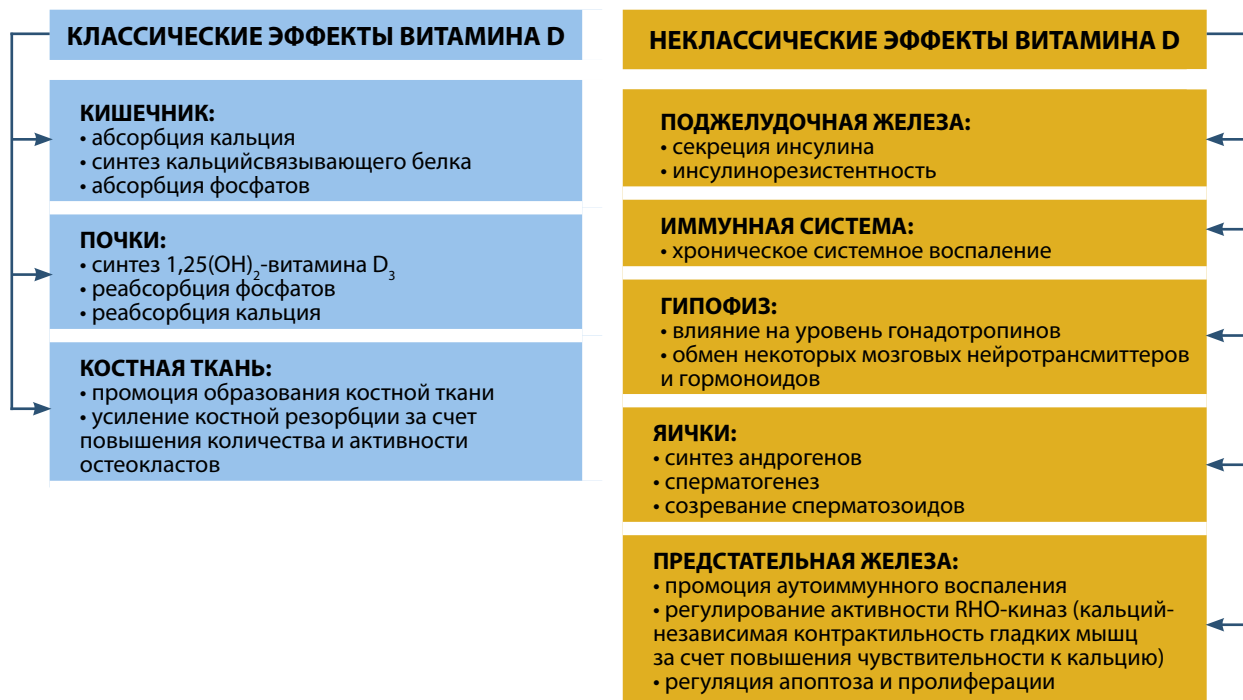 КЛАССИЧЕСКИЕ ЭФФЕКТЫ ВИТАМИНА D
КИШЕЧНИК:
• абсорбция кальция
• синтез кальцийсвязывающего белка
• абсорбция фосфатов
ПОЧКИ:
• синтез 1,25(ОН)₂-витамина D₃
• реабсорбция фосфатов
• реабсорбция кальция
КОСТНАЯ ТКАНЬ:
• промоция образования костной ткани
• усиление костной резорбции за счет
повышения количества и активности
остеокластов
НЕКЛАССИЧЕСКИЕ ЭФФЕКТЫ ВИТАМИНА D
ПОДЖЕЛУДОЧНАЯ ЖЕЛЕЗА:
• секреция инсулина
• инсулинорезистентность
ИММУННАЯ СИСТЕМА:
• хроническое системное воспаление
ГИПОФИЗ:
• влияние на уровень гонадотропинов
• обмен некоторых мозговых нейротрансмиттеров
и гормоноидов
ЯИЧКИ:
• синтез андрогенов
• сперматогенез
• созревание сперматозоидов
ПРЕДСТАТЕЛЬНАЯ ЖЕЛЕЗА:
• промоция аутоиммунного воспаления
• регулирование активности RHO-киназ (кальций-
независимая контрактильность гладких мышц
за счет повышения чувствительности к кальцию)
• регуляция апоптоза и пролиферации